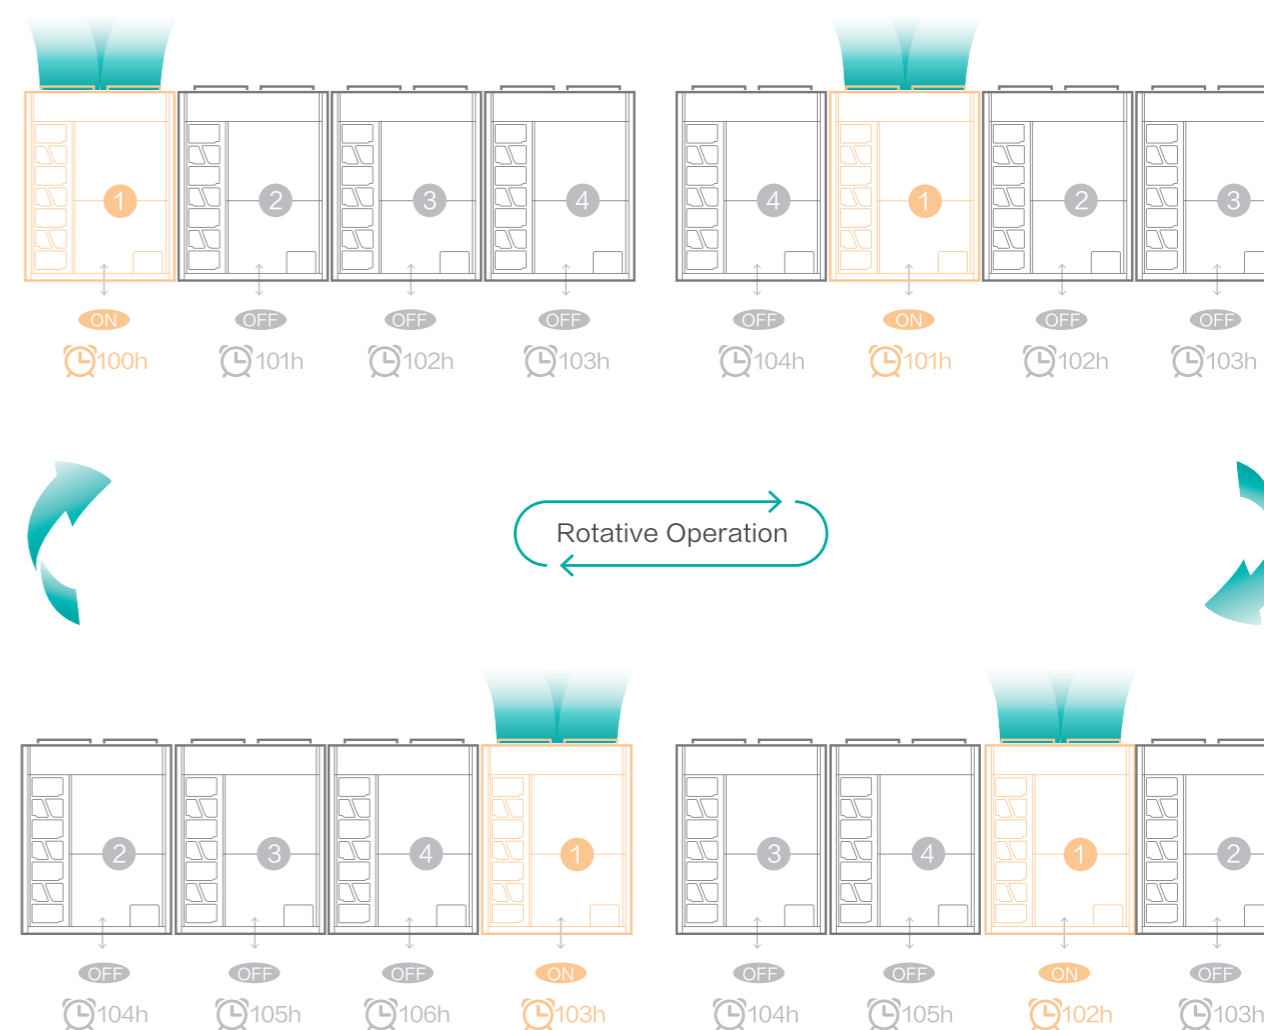 1 2 3 4
ON OFF OFF OFF
100h 101h 102h 103h
4 1 2 3
OFF ON OFF OFF
104h 101h 102h 103h
Rotative Operation
2 3 4 1
OFF OFF OFF ON
104h 105h 106h 103h
3 4 1 2
OFF OFF ON OFF
104h 105h 102h 103h